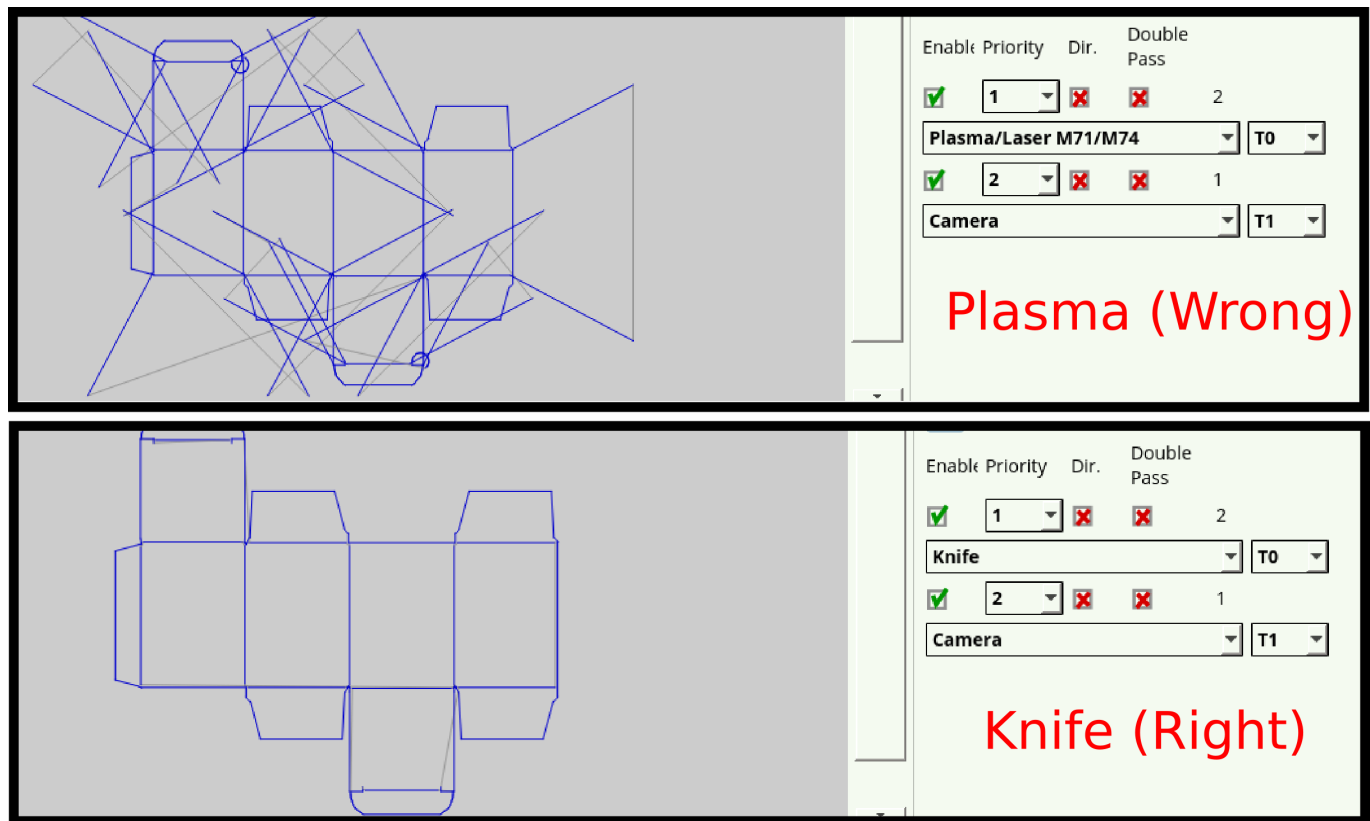 Enable Priority Dir. Double Pass
1 2
Plasma/Laser M71/M74 T0
2 1
Camera T1
Plasma (Wrong)
Enable Priority Dir. Double Pass
1 2
Knife T0
2 1
Camera T1
Knife (Right)